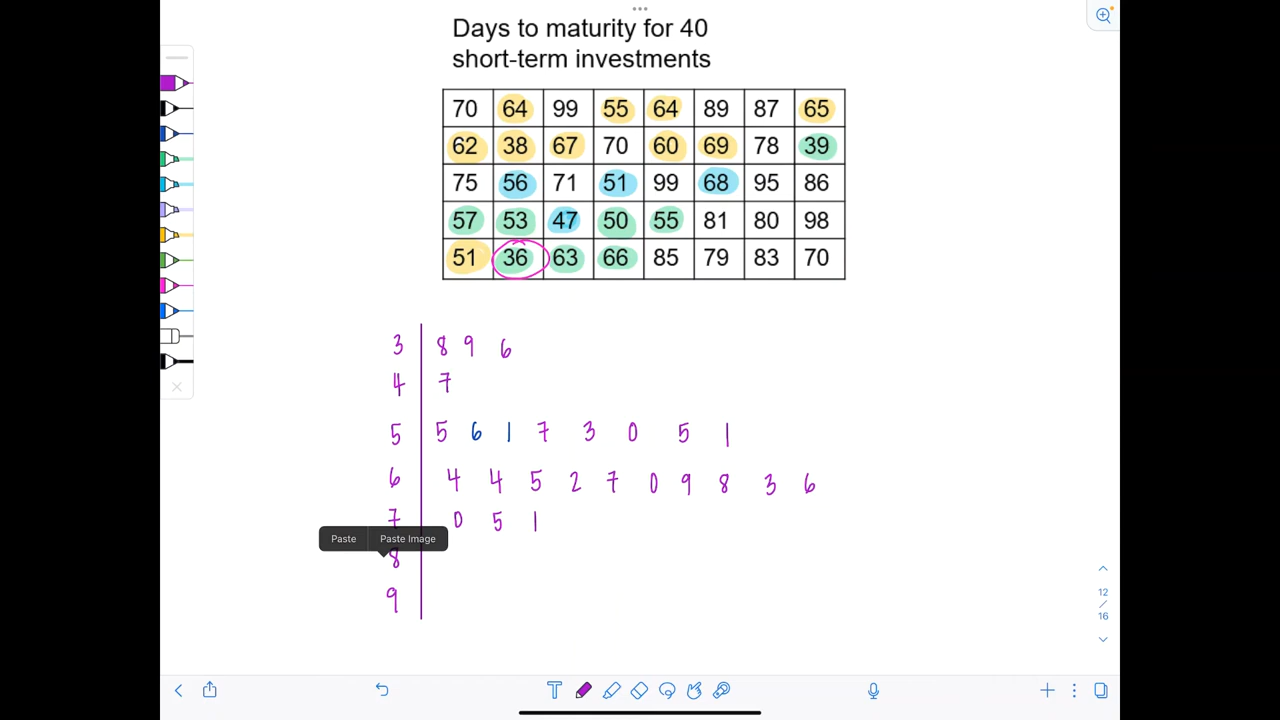 Days to maturity for 40
short-term investments
70 64 99 55 64 89 87 65
62 38 67 70 60 69 78 39
75 56 71 51 99 68 95 86
57 53 47 50 55 81 80 98
51 36 63 66 85 79 83 70
3 8 9 6
4 7
5 5 6 1 7 3 0 5 1
6 4 4 5 2 7 0 9 8 3 6
7 0 5 1
Paste Paste Image
8
9
12
/
16
T